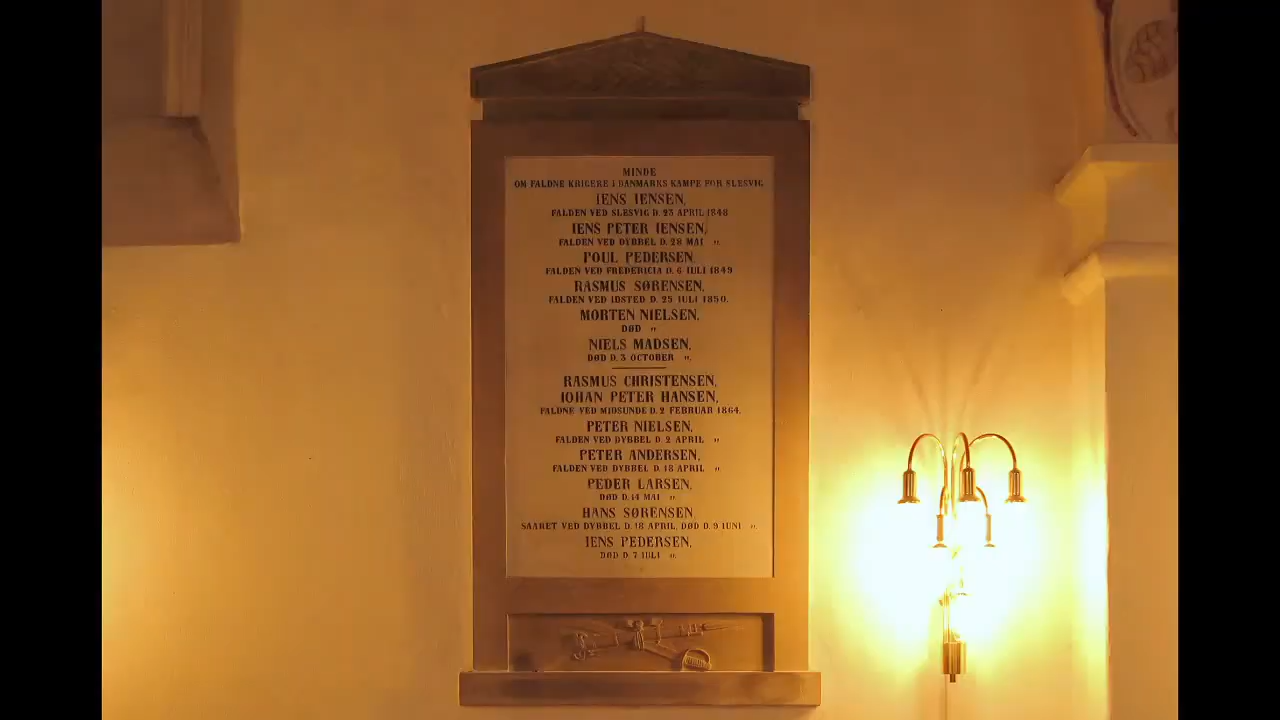 MINDE
OM FALDNE KRIGERE I DANMARKS KAMPE FOR SLESVIG
IENS IENSEN,
FALDEN VED SLESVIG D. 23 APRIL 1848
IENS PETER IENSEN,
FALDEN VED DYBBEL D. 28 MAI "
POUL PEDERSEN,
FALDEN VED FREDERICIA D. 6 IULI 1849
RASMUS SØRENSEN,
FALDEN VED IDSTED D. 25 IULI 1850.
MORTEN NIELSEN,
DØD "
NIELS MADSEN,
DØD D. 3 OCTOBER ".
RASMUS CHRISTENSEN,
IOHAN PETER HANSEN,
FALDNE VED MIDSUNDE D. 2 FEBRUAR 1864.
PETER NIELSEN,
FALDEN VED DYBBEL D. 2 APRIL "
PETER ANDERSEN,
FALDEN VED DYBBEL D. 18 APRIL "
PEDER LARSEN,
DØD D. 14 MAI "
HANS SØRENSEN,
SAARET VED DYBBEL D. 18 APRIL, DØD D. 9 IUNI "
IENS PEDERSEN,
DØD D. 7 IULI ".